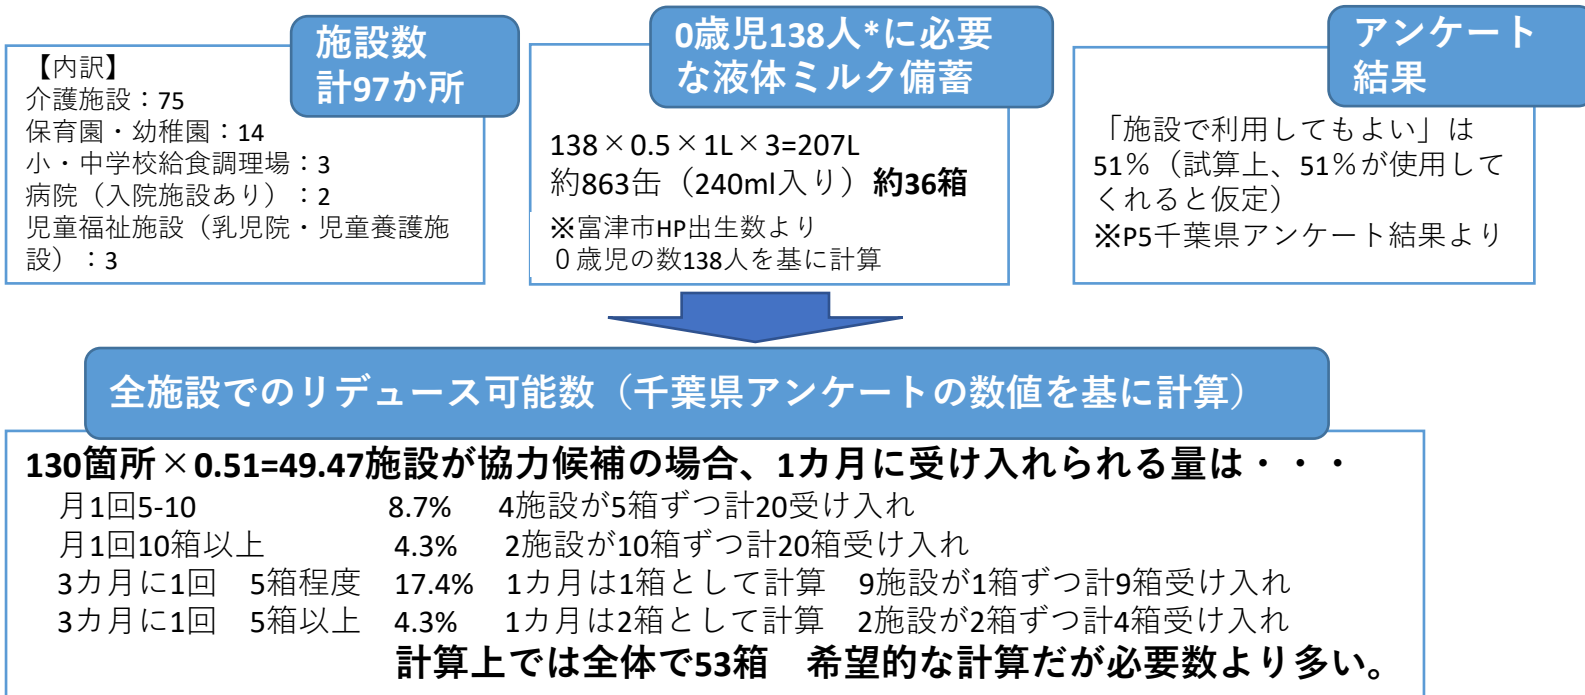 施設数
計97か所
【内訳】
介護施設：75
保育園・幼稚園：14
小・中学校給食調理場：3
病院（入院施設あり）：2
児童福祉施設（乳児院・児童養護施
設）：3
0歳児138人*に必要
な液体ミルク備蓄
138×0.5×1L×3=207L
約863缶（240ml入り）約36箱
※富津市HP出生数より
０歳児の数138人を基に計算
アンケート
結果
「施設で利用してもよい」は
51％（試算上、51％が使用して
くれると仮定）
※P5千葉県アンケート結果より
全施設でのリデュース可能数（千葉県アンケートの数値を基に計算）
130箇所×0.51=49.47施設が協力候補の場合、1カ月に受け入れられる量は・・・
月1回5-10 8.7% 4施設が5箱ずつ計20受け入れ
月1回10箱以上 4.3% 2施設が10箱ずつ計20箱受け入れ
3カ月に1回 5箱程度 17.4% 1カ月は1箱として計算 9施設が1箱ずつ計9箱受け入れ
3カ月に1回 5箱以上 4.3% 1カ月は2箱として計算 2施設が2箱ずつ計4箱受け入れ
計算上では全体で53箱 希望的な計算だが必要数より多い。